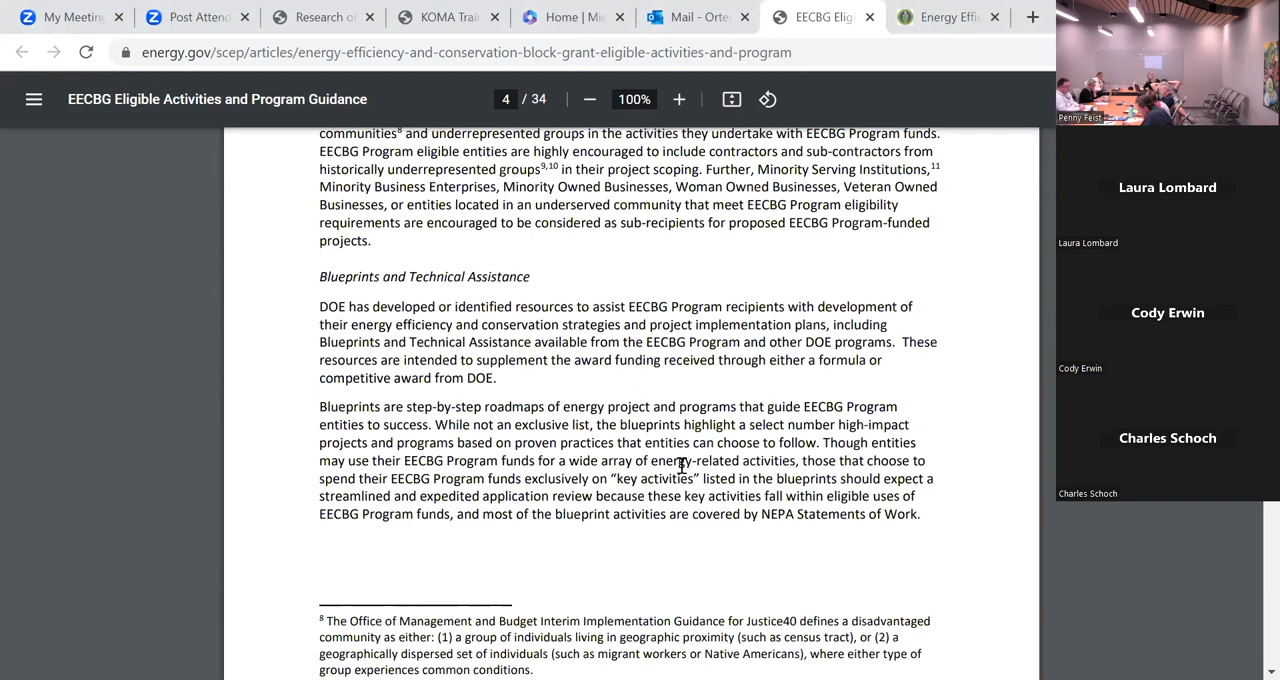 My Meeting
Post Attend
Research of
KOMA Trai
Home | Mic
Mail - Orte
EECBG Elig
Energy Effic
energy.gov/scep/articles/energy-efficiency-and-conservation-block-grant-eligible-activities-and-program
EECBG Eligible Activities and Program Guidance
4 / 34
100%
communities8 and underrepresented groups in the activities they undertake with EECBG Program funds.
EECBG Program eligible entities are highly encouraged to include contractors and sub-contractors from
historically underrepresented groups9,10 in their project scoping. Further, Minority Serving Institutions,11
Minority Business Enterprises, Minority Owned Businesses, Woman Owned Businesses, Veteran Owned
Businesses, or entities located in an underserved community that meet EECBG Program eligibility
requirements are encouraged to be considered as sub-recipients for proposed EECBG Program-funded
projects.
Blueprints and Technical Assistance
DOE has developed or identified resources to assist EECBG Program recipients with development of
their energy efficiency and conservation strategies and project implementation plans, including
Blueprints and Technical Assistance available from the EECBG Program and other DOE programs. These
resources are intended to supplement the award funding received through either a formula or
competitive award from DOE.
Blueprints are step-by-step roadmaps of energy project and programs that guide EECBG Program
entities to success. While not an exclusive list, the blueprints highlight a select number high-impact
projects and programs based on proven practices that entities can choose to follow. Though entities
may use their EECBG Program funds for a wide array of energy-related activities, those that choose to
spend their EECBG Program funds exclusively on “key activities” listed in the blueprints should expect a
streamlined and expedited application review because these key activities fall within eligible uses of
EECBG Program funds, and most of the blueprint activities are covered by NEPA Statements of Work.
8 The Office of Management and Budget Interim Implementation Guidance for Justice40 defines a disadvantaged
community as either: (1) a group of individuals living in geographic proximity (such as census tract), or (2) a
geographically dispersed set of individuals (such as migrant workers or Native Americans), where either type of
group experiences common conditions.
Penny Feist
Laura Lombard
Laura Lombard
Cody Erwin
Cody Erwin
Charles Schoch
Charles Schoch